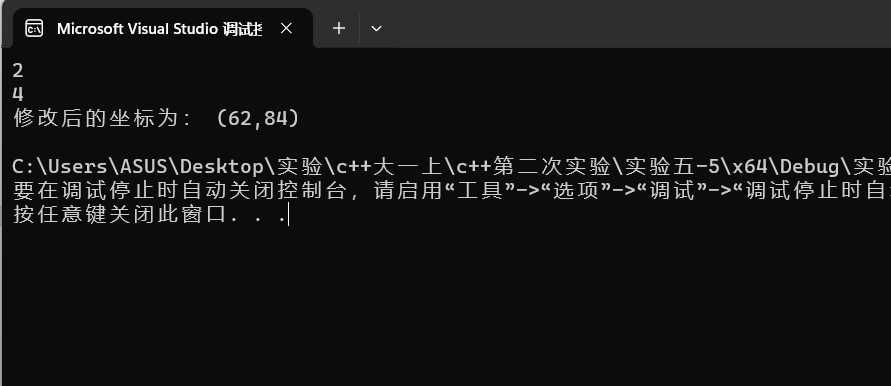 Microsoft Visual Studio 调试
2
4
修改后的坐标为: (62,84)
C:\Users\ASUS\Desktop\实验\c++大一上\c++第二次实验\实验五-5\x64\Debug\实验
要在调试停止时自动关闭控制台，请启用“工具”->“选项”->“调试”->“调试停止时自动
按任意键关闭此窗口. . .